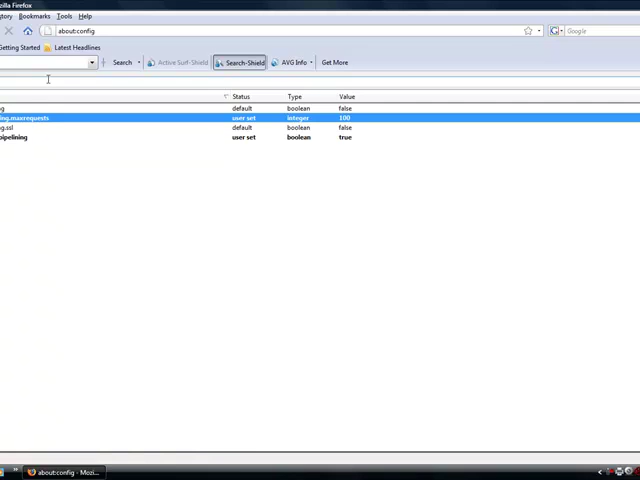 zilla Firefox
story Bookmarks Tools Help
about:config Google
Getting Started Latest Headlines
Search Active Surf-Shield Search-Shield AVG Info Get More
Status Type Value
g default boolean false
ing.maxrequests user set integer 100
g.ssl default boolean false
pipelining user set boolean true
about:config - Mozi...